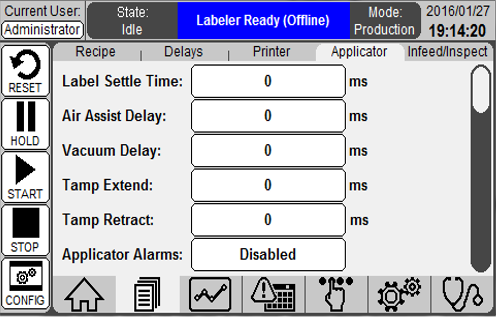 Current User:
Administrator
State:
Idle
Labeler Ready (Offline)
Mode:
Production
2016/01/27
19:14:20
Recipe
Delays
Printer
Applicator
Infeed/Inspect
RESET
HOLD
START
STOP
CONFIG
Label Settle Time: 0 ms
Air Assist Delay: 0 ms
Vacuum Delay: 0 ms
Tamp Extend: 0 ms
Tamp Retract: 0 ms
Applicator Alarms: Disabled